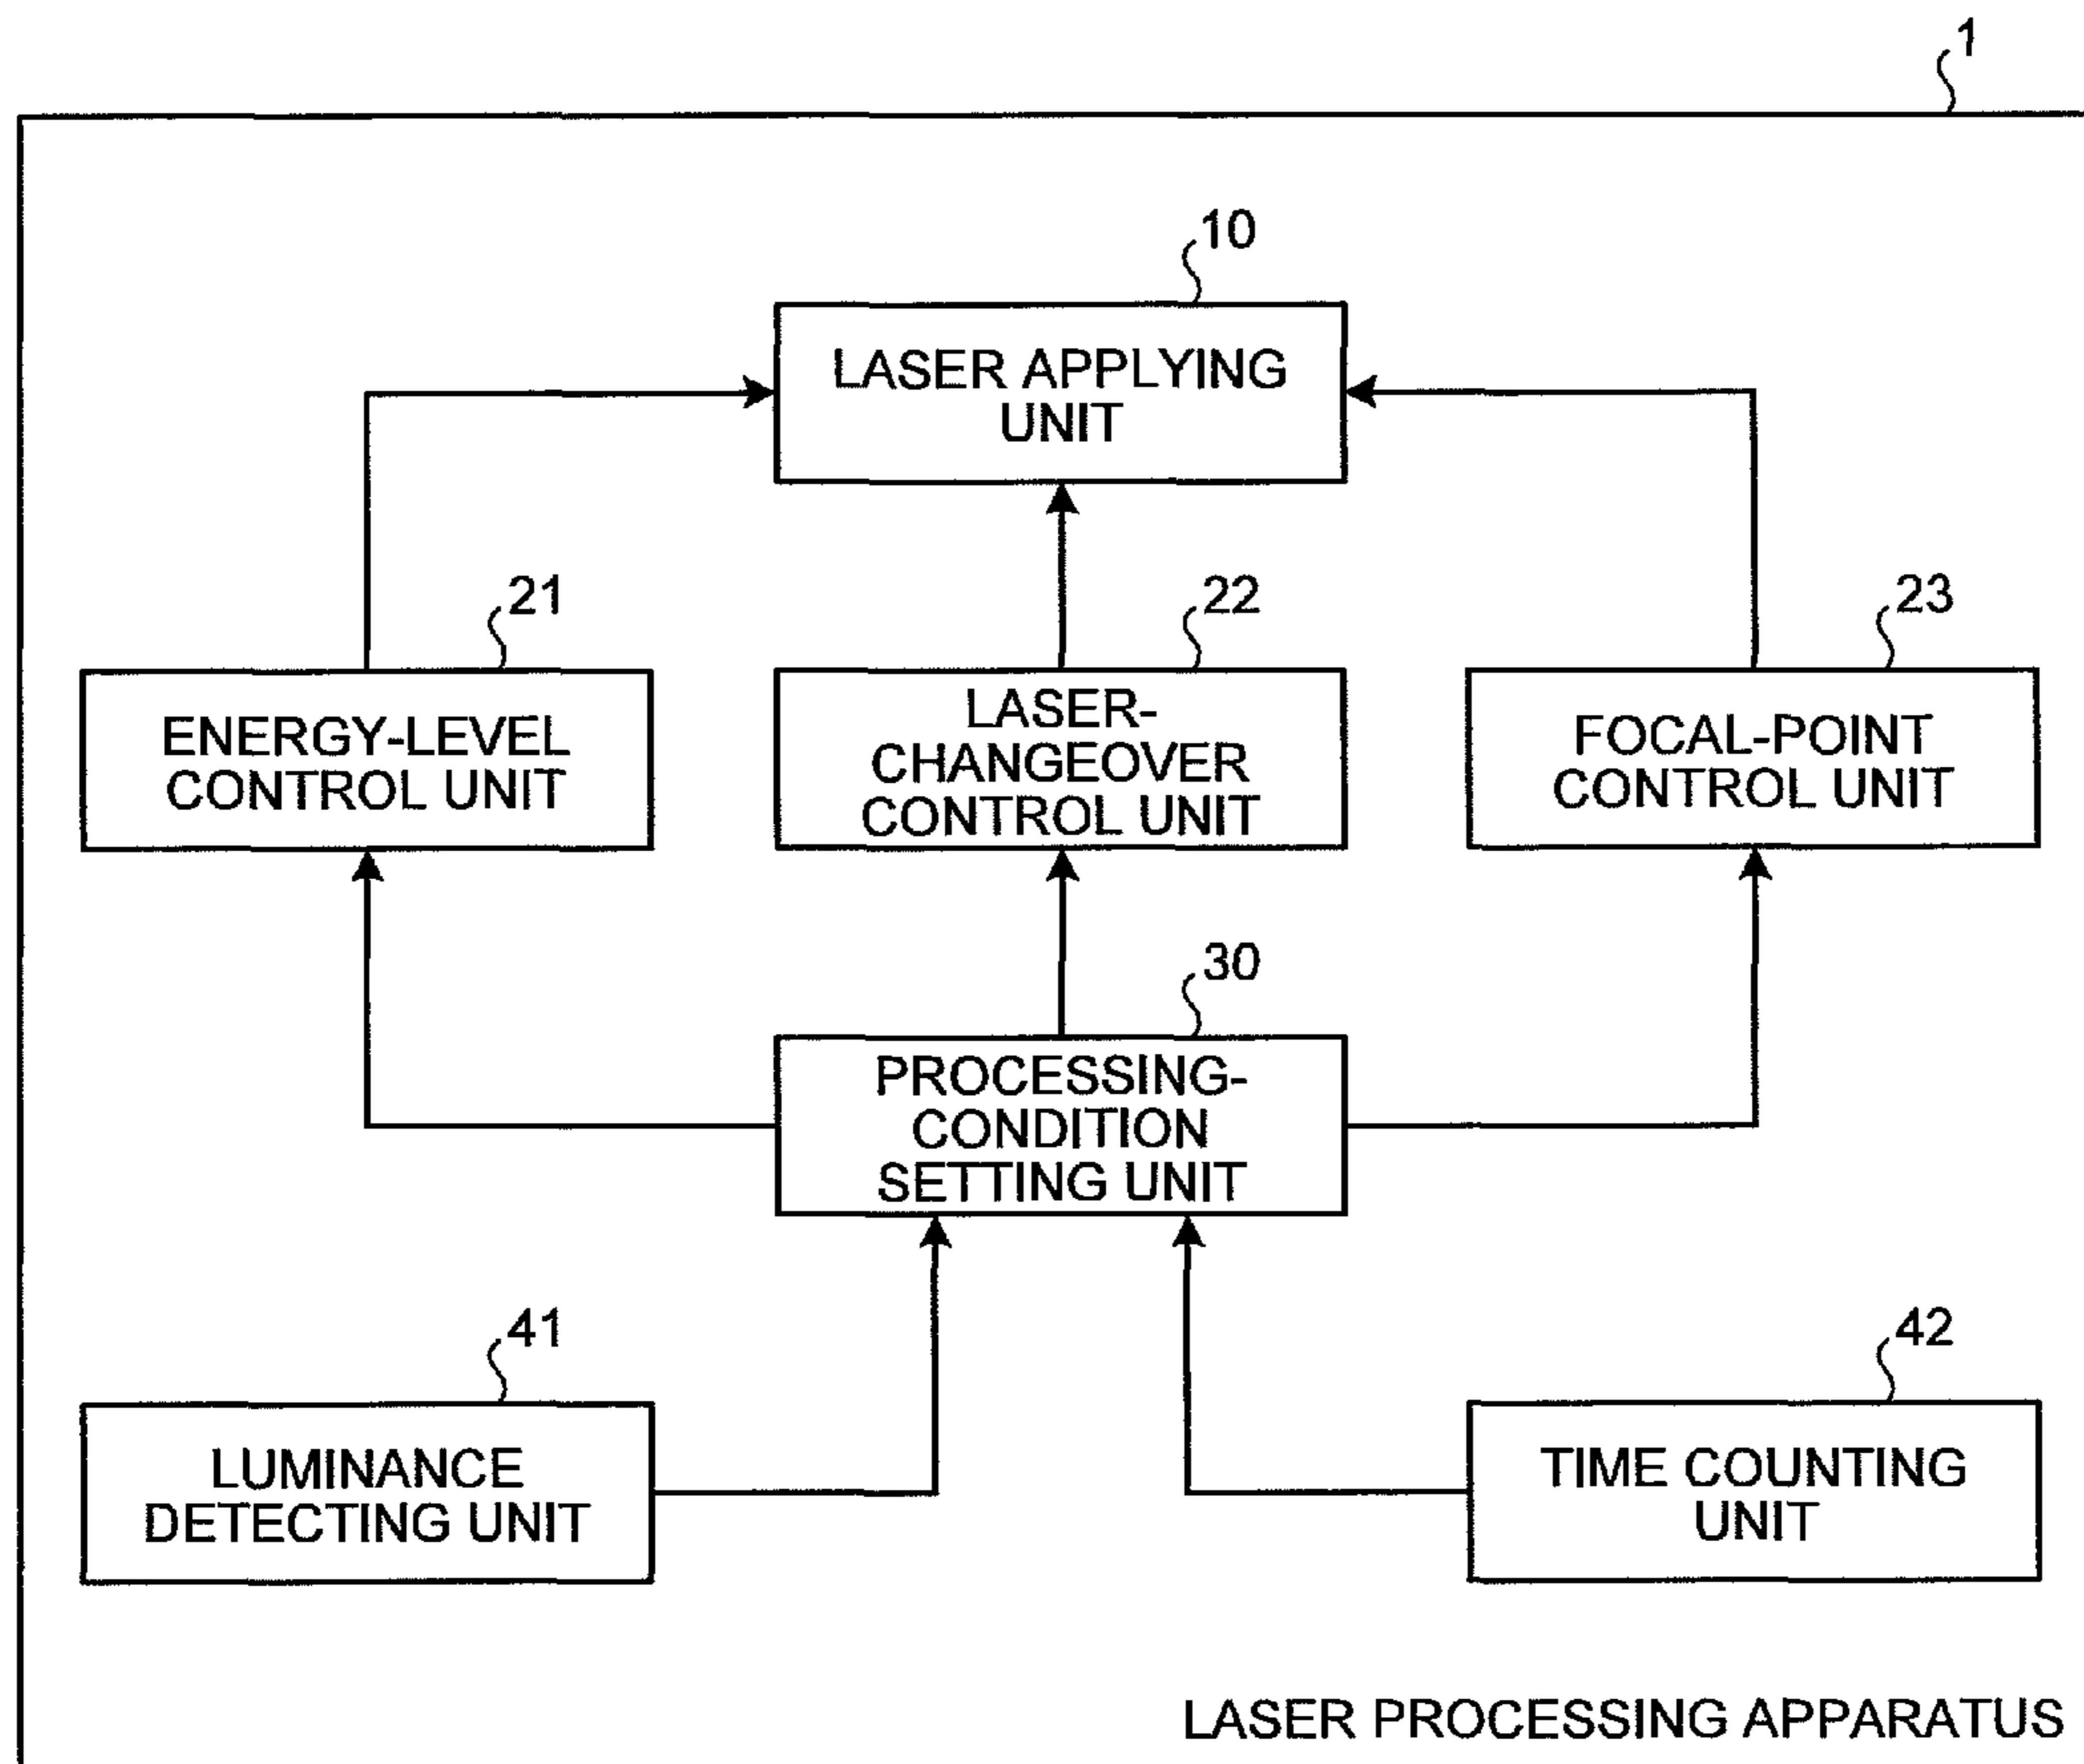 1
10
LASER APPLYING
UNIT
21
22
23
ENERGY-LEVEL
CONTROL UNIT
LASER-
CHANGEOVER
CONTROL UNIT
FOCAL-POINT
CONTROL UNIT
30
PROCESSING-
CONDITION
SETTING UNIT
41
42
LUMINANCE
DETECTING UNIT
TIME COUNTING
UNIT
LASER PROCESSING APPARATUS